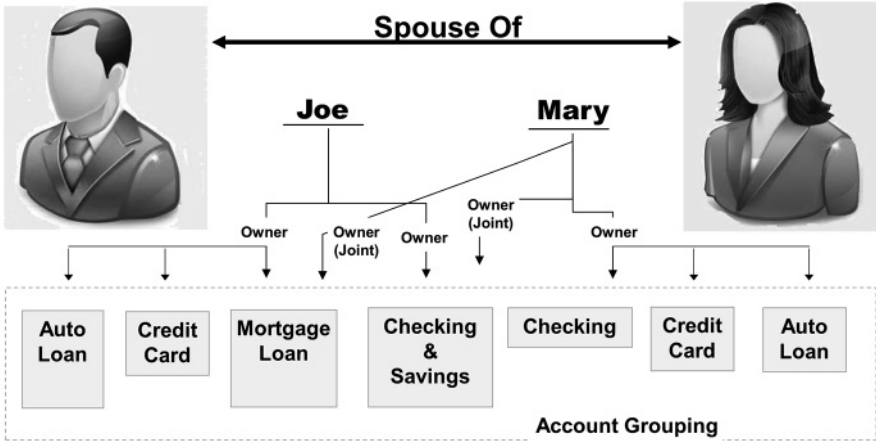 Spouse Of
Joe
Mary
Owner
Owner
(Joint)
Owner
Owner
(Joint)
Owner
Auto
Loan
Credit
Card
Mortgage
Loan
Checking
&
Savings
Checking
Credit
Card
Auto
Loan
Account Grouping